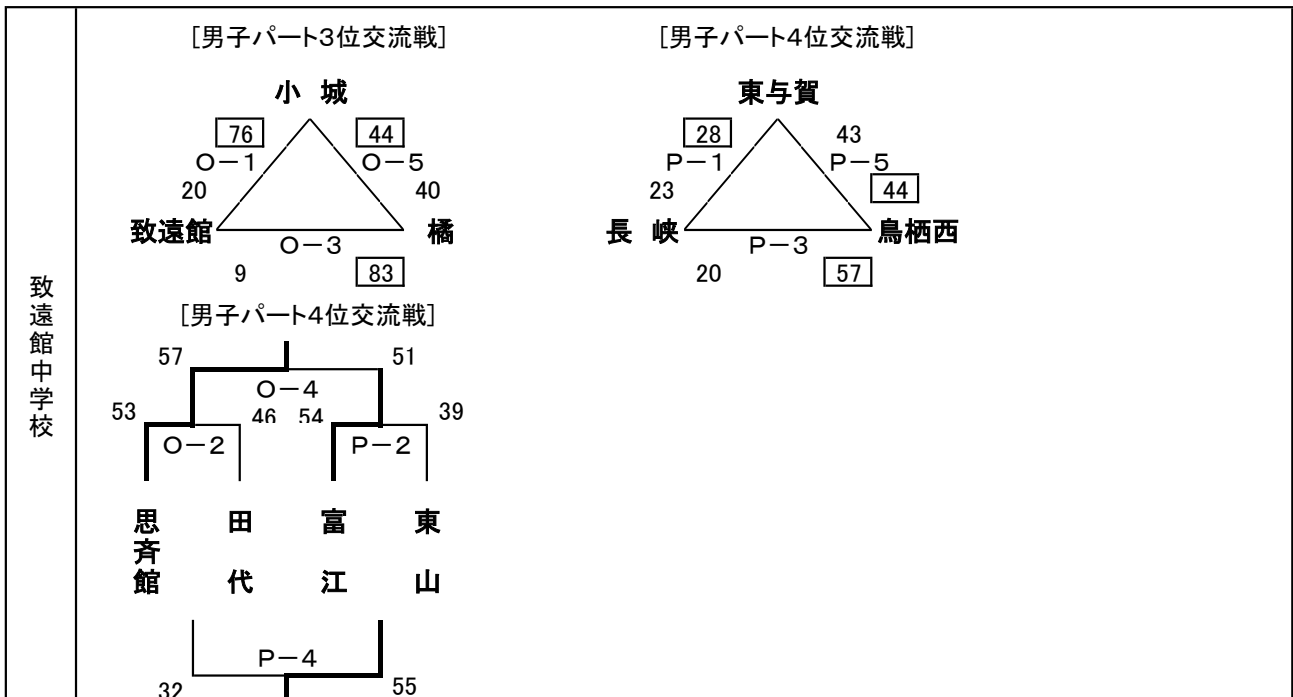 致遠館中学校
[男子パート3位交流戦]
小 城
76 44
O－1 O－5
20 40
致遠館 橘
O－3
9 83
[男子パート4位交流戦]
東与賀
28 43
P－1 P－5
23 44
長 峡 鳥栖西
P－3
20 57
[男子パート4位交流戦]
57 51
O－4
53 46 54 39
O－2 P－2
思斉館 田代 富江 東山
P－4
32 55